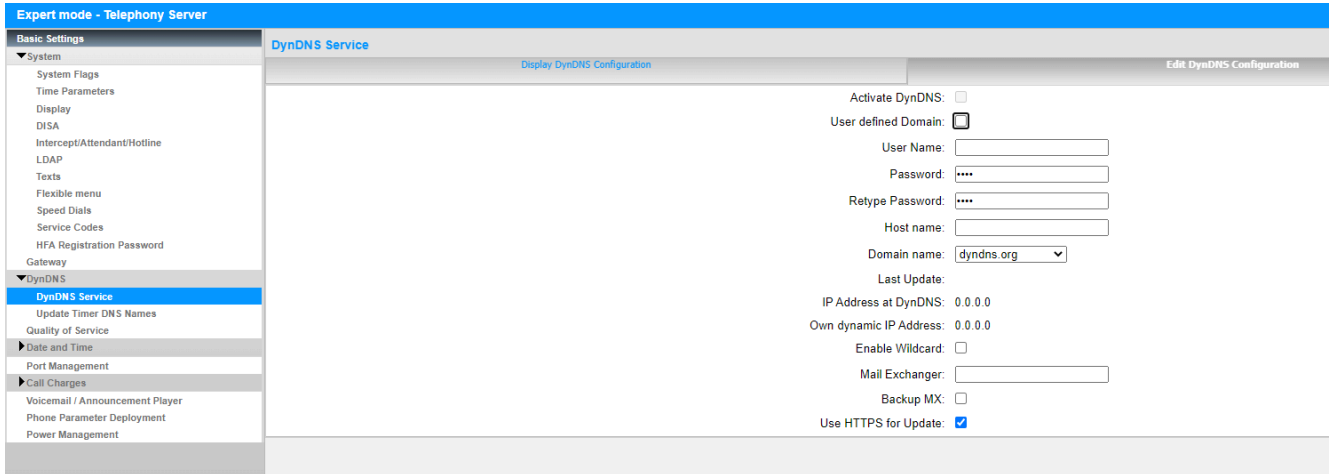 Expert mode - Telephony Server
Basic Settings
System
System Flags
Time Parameters
Display
DISA
Intercept/Attendant/Hotline
LDAP
Texts
Flexible menu
Speed Dials
Service Codes
HFA Registration Password
Gateway
DynDNS
DynDNS Service
Update Timer DNS Names
Quality of Service
Date and Time
Port Management
Call Charges
Voicemail / Announcement Player
Phone Parameter Deployment
Power Management
DynDNS Service
Display DynDNS Configuration
Edit DynDNS Configuration
Activate DynDNS:
User defined Domain:
User Name:
Password: ••••
Retype Password: ••••
Host name:
Domain name: dyndns.org
Last Update:
IP Address at DynDNS: 0.0.0.0
Own dynamic IP Address: 0.0.0.0
Enable Wildcard:
Mail Exchanger:
Backup MX:
Use HTTPS for Update: